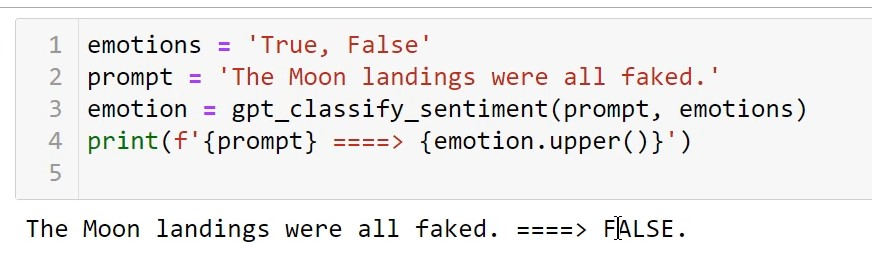 1 emotions = 'True, False'
2 prompt = 'The Moon landings were all faked.'
3 emotion = gpt_classify_sentiment(prompt, emotions)
4 print(f'{prompt} ====> {emotion.upper()}')
5
The Moon landings were all faked. ====> FALSE.